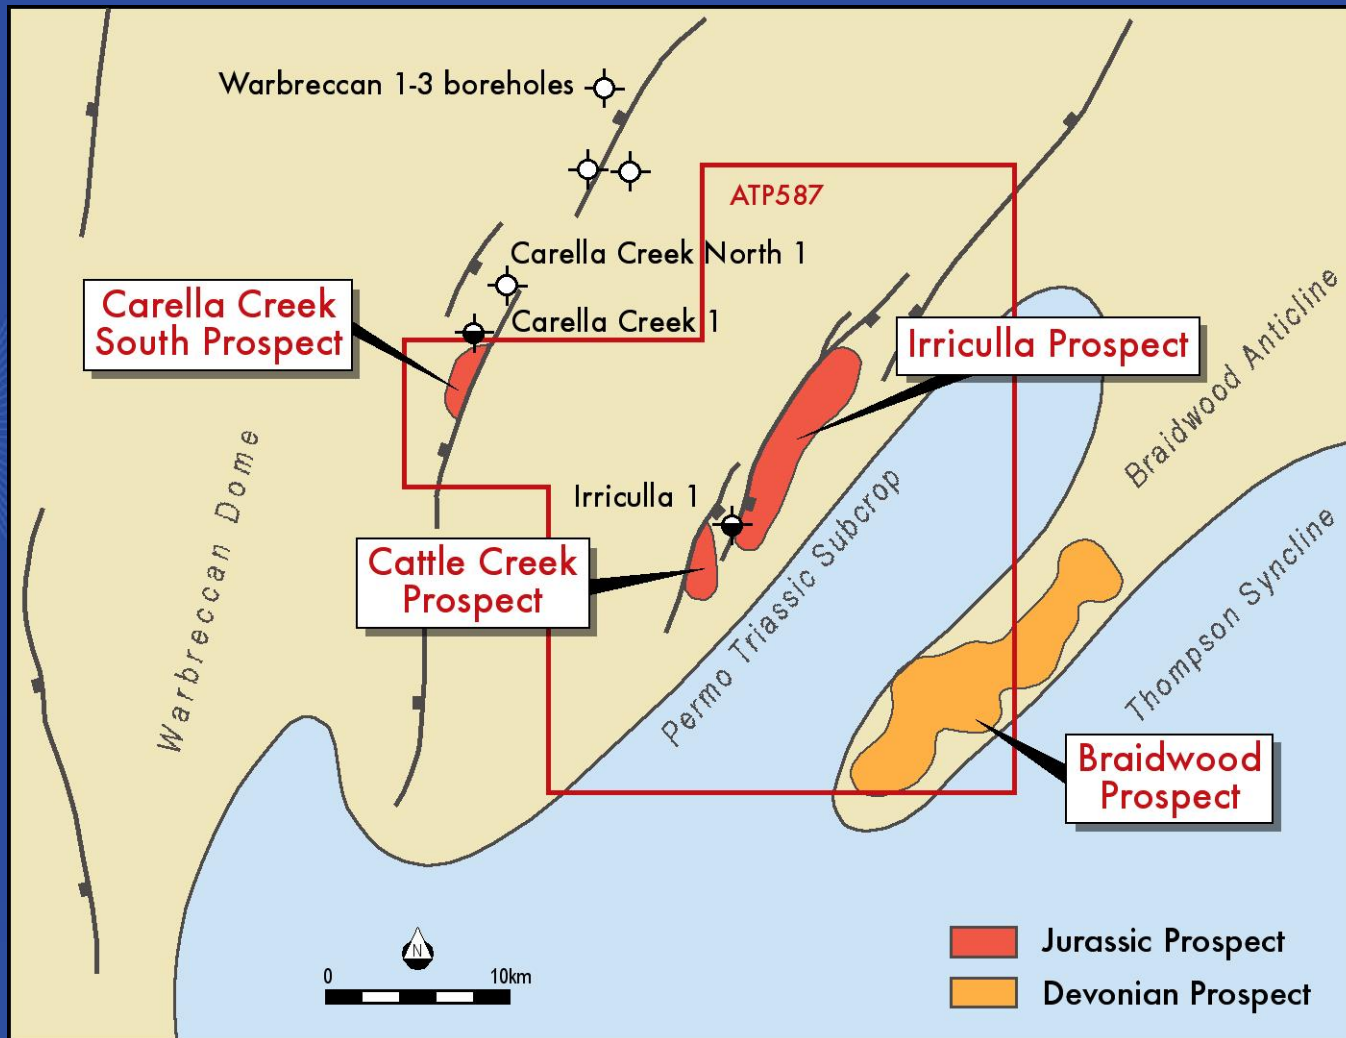 Warbreccan 1-3 boreholes
ATP587
Carella Creek North 1
Carella Creek
South Prospect
Carella Creek 1
Irriculla Prospect
Braidwood Anticline
Warbreccan Dome
Irriculla 1
Cattle Creek
Prospect
Permo Triassic Subcrop
Thompson Syncline
Braidwood
Prospect
N
0 10km
Jurassic Prospect
Devonian Prospect